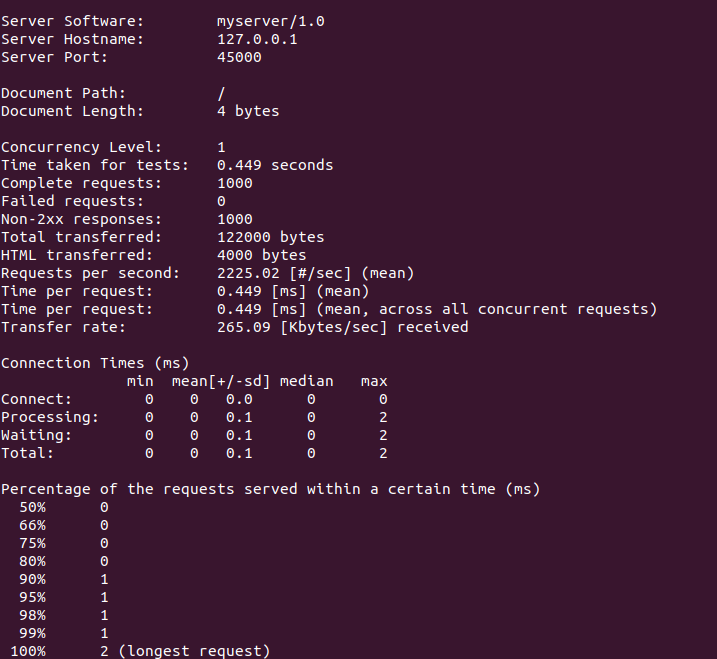 Server Software:        myserver/1.0
Server Hostname:        127.0.0.1
Server Port:            45000

Document Path:          /
Document Length:        4 bytes

Concurrency Level:      1
Time taken for tests:   0.449 seconds
Complete requests:      1000
Failed requests:        0
Non-2xx responses:      1000
Total transferred:      122000 bytes
HTML transferred:       4000 bytes
Requests per second:    2225.02 [#/sec] (mean)
Time per request:       0.449 [ms] (mean)
Time per request:       0.449 [ms] (mean, across all concurrent requests)
Transfer rate:          265.09 [Kbytes/sec] received

Connection Times (ms)
              min  mean[+/-sd] median   max
Connect:        0    0   0.0      0       0
Processing:     0    0   0.1      0       2
Waiting:        0    0   0.1      0       2
Total:          0    0   0.1      0       2

Percentage of the requests served within a certain time (ms)
  50%      0
  66%      0
  75%      0
  80%      0
  90%      1
  95%      1
  98%      1
  99%      1
 100%      2 (longest request)